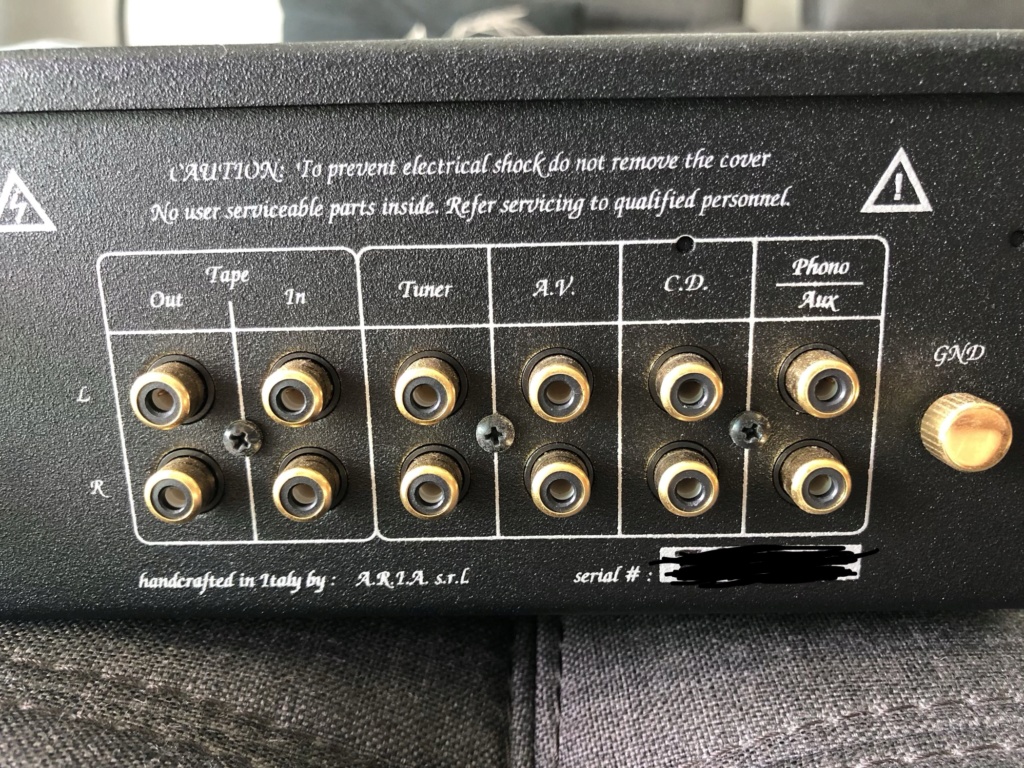 CAUTION: To prevent electrical shock do not remove the cover
No user serviceable parts inside. Refer servicing to qualified personnel.
Tape
Out In
Tuner
A.V.
C.D.
Phono
Aux
GND
L
R
handcrafted in Italy by : A.R.I.A. s.r.l.
serial # :